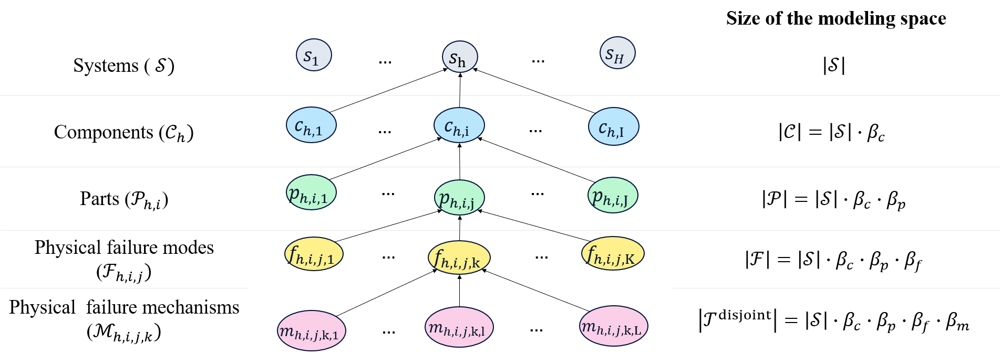 Size of the modeling space
Systems ( 𝒮) s₁ ... s_h ... s_H |𝒮|
Components (𝒞_h) c_{h,1} ... c_{h,i} ... c_{h,I} |𝒞| = |𝒮| · β_c
Parts (𝒫_{h,i}) p_{h,i,1} ... p_{h,i,j} ... p_{h,i,J} |𝒫| = |𝒮| · β_c · β_p
Physical failure modes
(ℱ_{h,i,j}) f_{h,i,j,1} ... f_{h,i,j,k} ... f_{h,i,j,K} |ℱ| = |𝒮| · β_c · β_p · β_f
Physical failure mechanisms
(ℳ_{h,i,j,k}) m_{h,i,j,k,1} ... m_{h,i,j,k,l} ... m_{h,i,j,k,L} |𝒯^{disjoint}| = |𝒮| · β_c · β_p · β_f · β_m